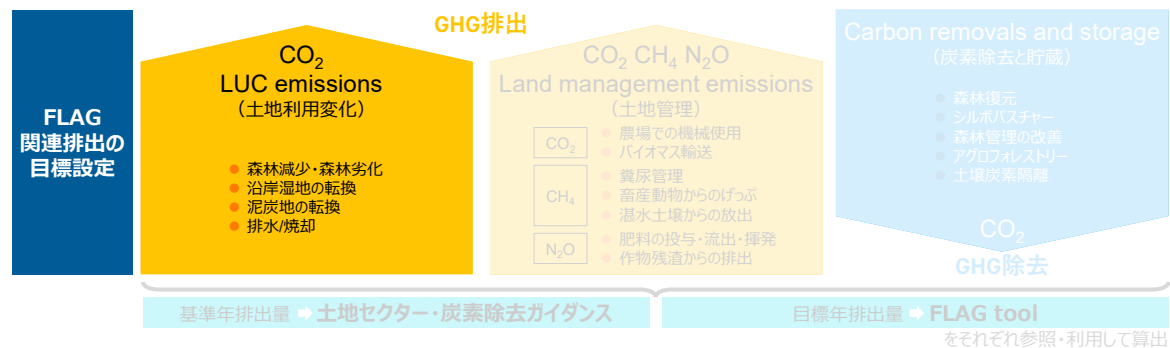 FLAG
関連排出の
目標設定
GHG排出
CO₂
LUC emissions
（土地利用変化）
● 森林減少・森林劣化
● 沿岸湿地の転換
● 泥炭地の転換
● 排水/焼却
CO₂ CH₄ N₂O
Land management emissions
（土地管理）
CO₂
● 農場での機械使用
● バイオマス輸送
CH₄
● 糞尿管理
● 畜産動物からのげっぷ
● 湛水土壌からの放出
N₂O
● 肥料の投与・流出・揮発
● 作物残渣からの排出
Carbon removals and storage
（炭素除去と貯蔵）
● 森林復元
● シルボパスチャー
● 森林管理の改善
● アグロフォレストリー
● 土壌炭素隔離
CO₂
GHG除去
基準年排出量 ➡ 土地セクター・炭素除去ガイダンス
目標年排出量 ➡ FLAG tool
をそれぞれ参照・利用して算出